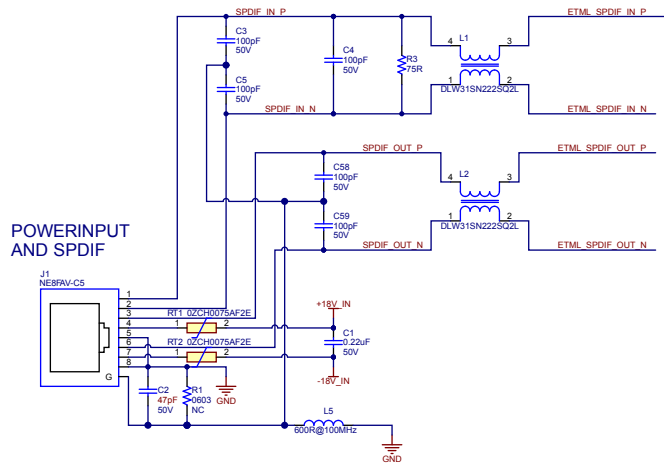 SPDIF_IN_P
ETML_SPDIF_IN_P
C3
100pF
50V
C4
100pF
50V
R3
75R
L1
4
3
1
2
DLW31SN222SQ2L
C5
100pF
50V
SPDIF_IN_N
ETML_SPDIF_IN_N
SPDIF_OUT_P
ETML_SPDIF_OUT_P
C58
100pF
50V
L2
4
3
1
2
DLW31SN222SQ2L
C59
100pF
50V
SPDIF_OUT_N
ETML_SPDIF_OUT_N
POWERINPUT
AND SPDIF
J1
NE8FAV-C5
1
2
3
4
5
6
7
8
G
RT1 0ZCH0075AF2E
1
2
RT2 0ZCH0075AF2E
1
2
+18V_IN
C1
0.22uF
50V
-18V_IN
C2
47pF
50V
R1
0603
NC
GND
L5
600R@100MHz
GND